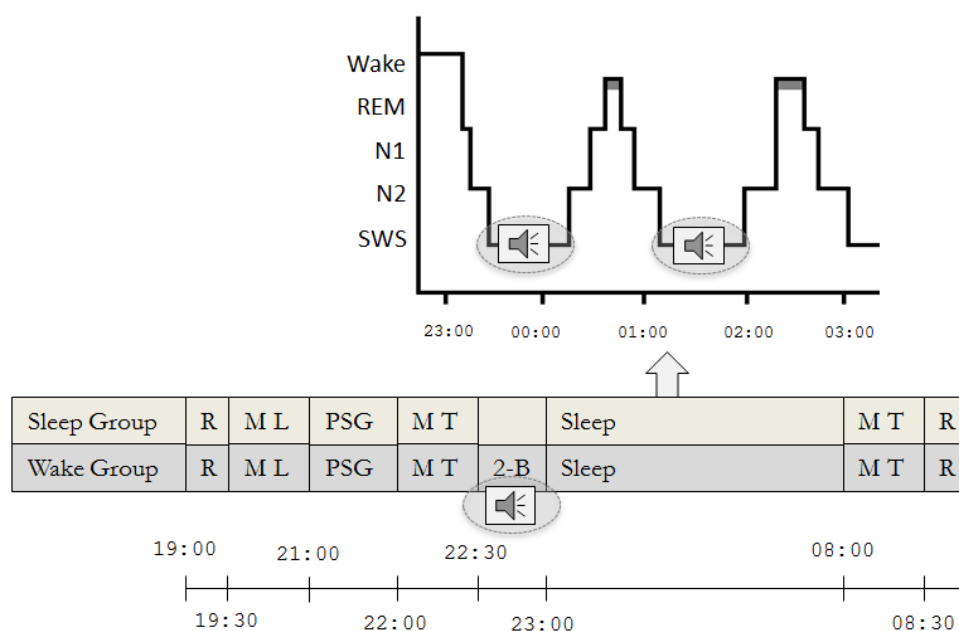 Wake
REM
N1
N2
SWS
23:00 00:00 01:00 02:00 03:00
Sleep Group R M L PSG M T Sleep M T R
Wake Group R M L PSG M T 2-B Sleep M T R
19:00 21:00 22:30 08:00
19:30 22:00 23:00 08:30